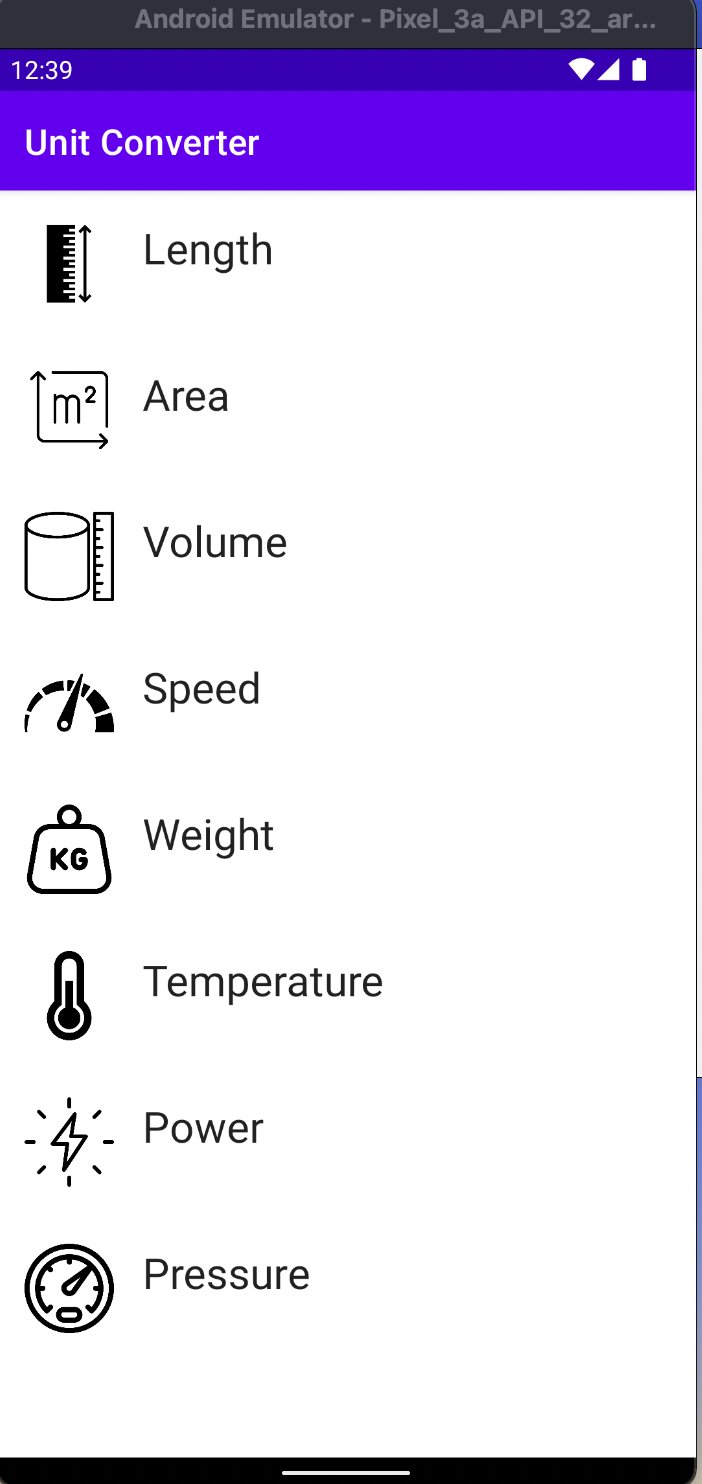 Android Emulator - Pixel_3a_API_32_ar...
12:39
Unit Converter
Length
m²
Area
Volume
Speed
KG
Weight
Temperature
Power
Pressure